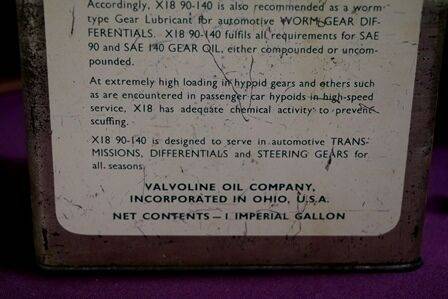 Accordingly, X18 90-140 is also recommended as a worm-
type Gear Lubricant for automotive WORM GEAR DIF-
FERENTIALS. X18 90-140 fulfils all requirements for SAE
90 and SAE 140 GEAR OIL, either compounded or uncom-
pounded.
At extremely high loading in hypoid gears and others such
as are encountered in passenger car hypoids in high-speed
service, X18 has adequate chemical activity to prevent
scuffing.
X18 90-140 is designed to serve in automotive TRANS-
MISSIONS, DIFFERENTIALS and STEERING GEARS for
all seasons.
VALVOLINE OIL COMPANY,
INCORPORATED IN OHIO, U.S.A.
NET CONTENTS — 1 IMPERIAL GALLON